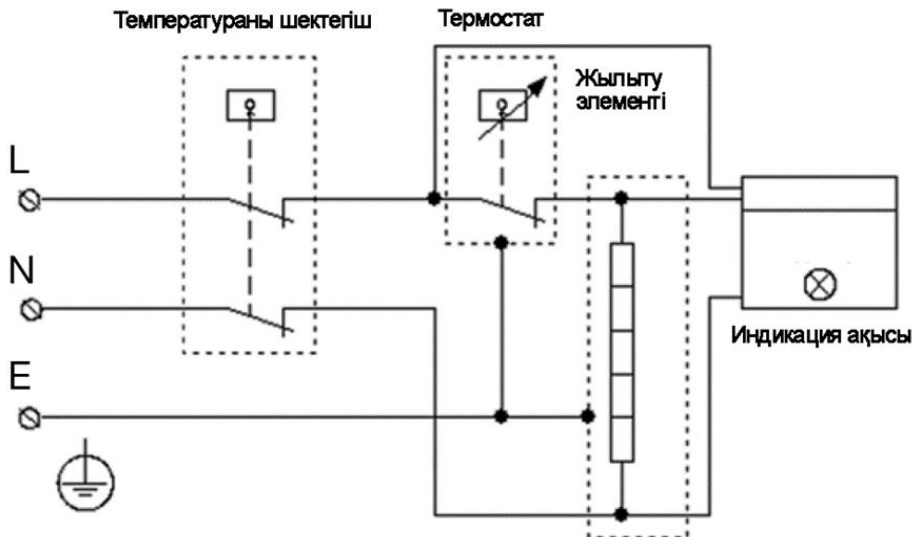 Температураны шектегіш
Термостат
Жылыту
элементі
L
N
E
Индикация ақысы